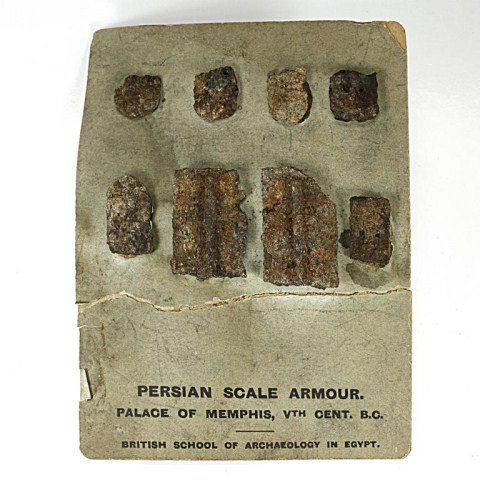 PERSIAN SCALE ARMOUR.
PALACE OF MEMPHIS, VTH CENT. B.C.
BRITISH SCHOOL OF ARCHAEOLOGY IN EGYPT.